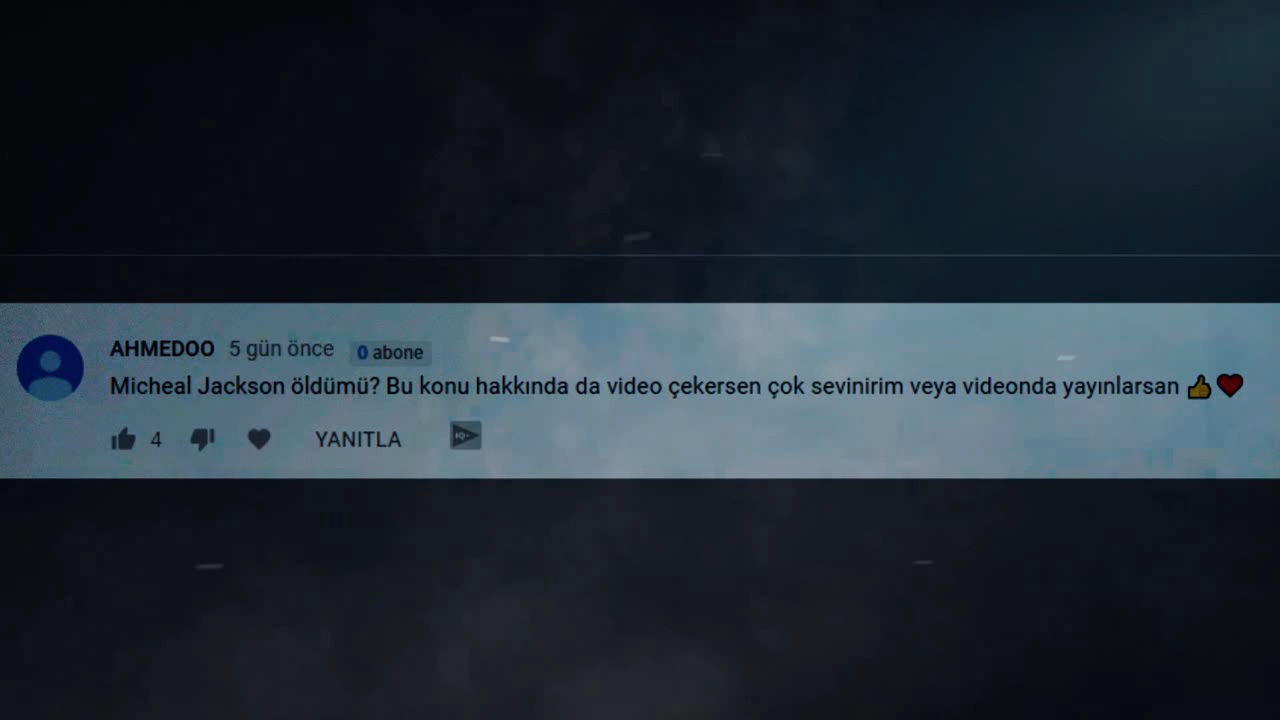 AHMEDOO 5 gün önce 0 abone
Micheal Jackson öldümü? Bu konu hakkında da video çekersen çok sevinirim veya videonda yayınlarsan 👍❤
4 YANITLA